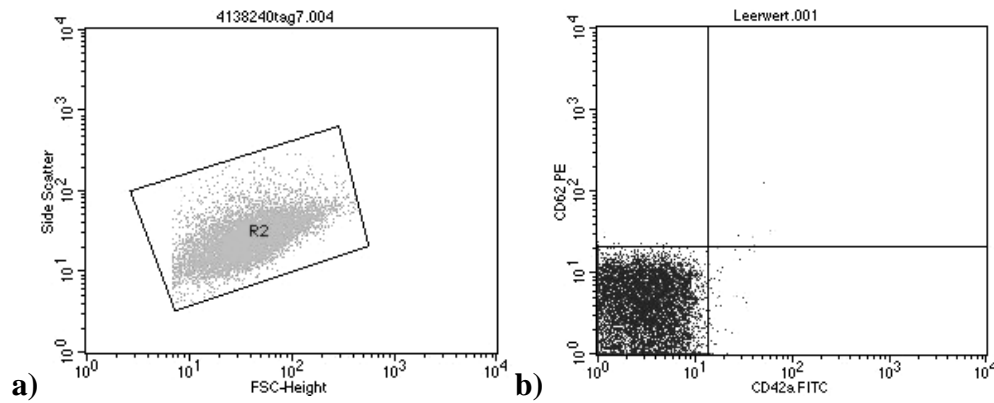 4138240tag7.004
Side Scatter
10^0 10^1 10^2 10^3 10^4
R2
10^0 10^1 10^2 10^3 10^4
FSC-Height
a)
Leerwert.001
CD62 PE
10^0 10^1 10^2 10^3 10^4
10^0 10^1 10^2 10^3 10^4
CD42a FITC
b)